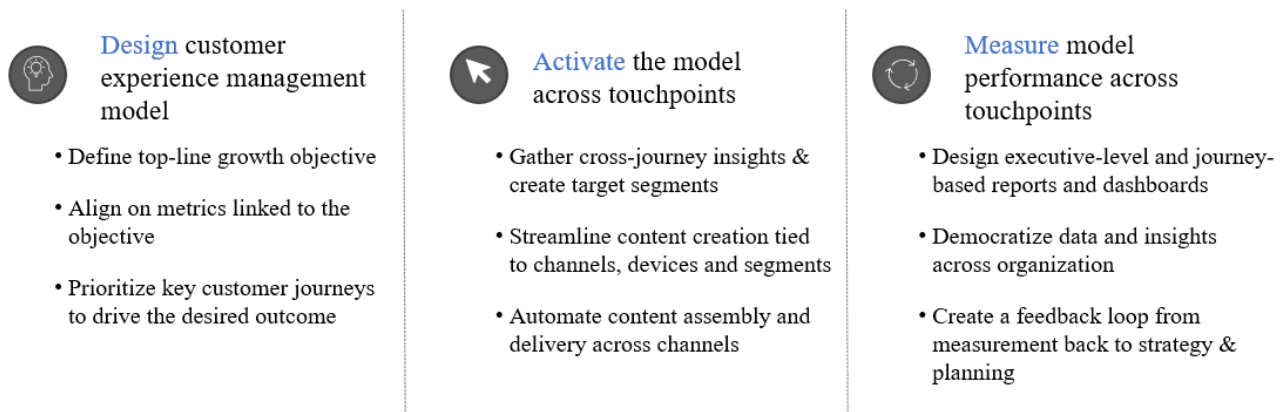 Design customer
experience management
model
• Define top-line growth objective
• Align on metrics linked to the
objective
• Prioritize key customer journeys
to drive the desired outcome
Activate the model
across touchpoints
• Gather cross-journey insights &
create target segments
• Streamline content creation tied
to channels, devices and segments
• Automate content assembly and
delivery across channels
Measure model
performance across
touchpoints
• Design executive-level and journey-
based reports and dashboards
• Democratize data and insights
across organization
• Create a feedback loop from
measurement back to strategy &
planning